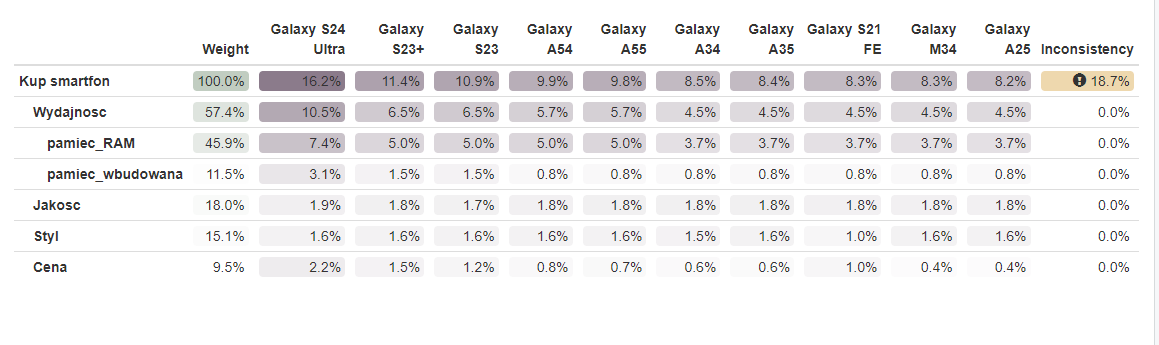 Weight Galaxy S24 Ultra Galaxy S23+ Galaxy S23 Galaxy A54 Galaxy A55 Galaxy A34 Galaxy A35 Galaxy S21 FE Galaxy M34 Galaxy A25 Inconsistency
Kup smartfon 100.0% 16.2% 11.4% 10.9% 9.9% 9.8% 8.5% 8.4% 8.3% 8.3% 8.2% 18.7%
Wydajnosc 57.4% 10.5% 6.5% 6.5% 5.7% 5.7% 4.5% 4.5% 4.5% 4.5% 4.5% 0.0%
pamiec_RAM 45.9% 7.4% 5.0% 5.0% 5.0% 5.0% 3.7% 3.7% 3.7% 3.7% 3.7% 0.0%
pamiec_wbudowana 11.5% 3.1% 1.5% 1.5% 0.8% 0.8% 0.8% 0.8% 0.8% 0.8% 0.8% 0.0%
Jakosc 18.0% 1.9% 1.8% 1.7% 1.8% 1.8% 1.8% 1.8% 1.8% 1.8% 1.8% 0.0%
Styl 15.1% 1.6% 1.6% 1.6% 1.6% 1.6% 1.5% 1.6% 1.0% 1.6% 1.6% 0.0%
Cena 9.5% 2.2% 1.5% 1.2% 0.8% 0.7% 0.6% 0.6% 1.0% 0.4% 0.4% 0.0%